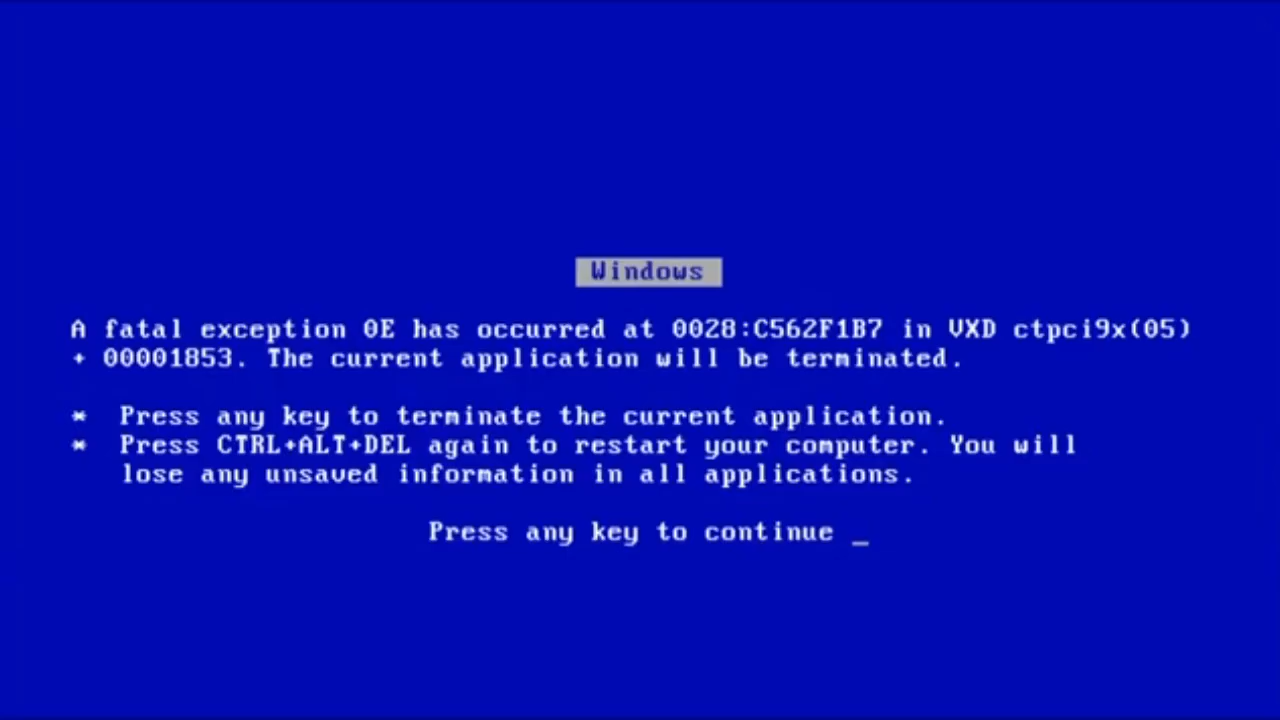 Windows
A fatal exception 0E has occurred at 0028:C562F1B7 in VXD ctpci9x(05)
+ 00001853. The current application will be terminated.
* Press any key to terminate the current application.
* Press CTRL+ALT+DEL again to restart your computer. You will
lose any unsaved information in all applications.
Press any key to continue _